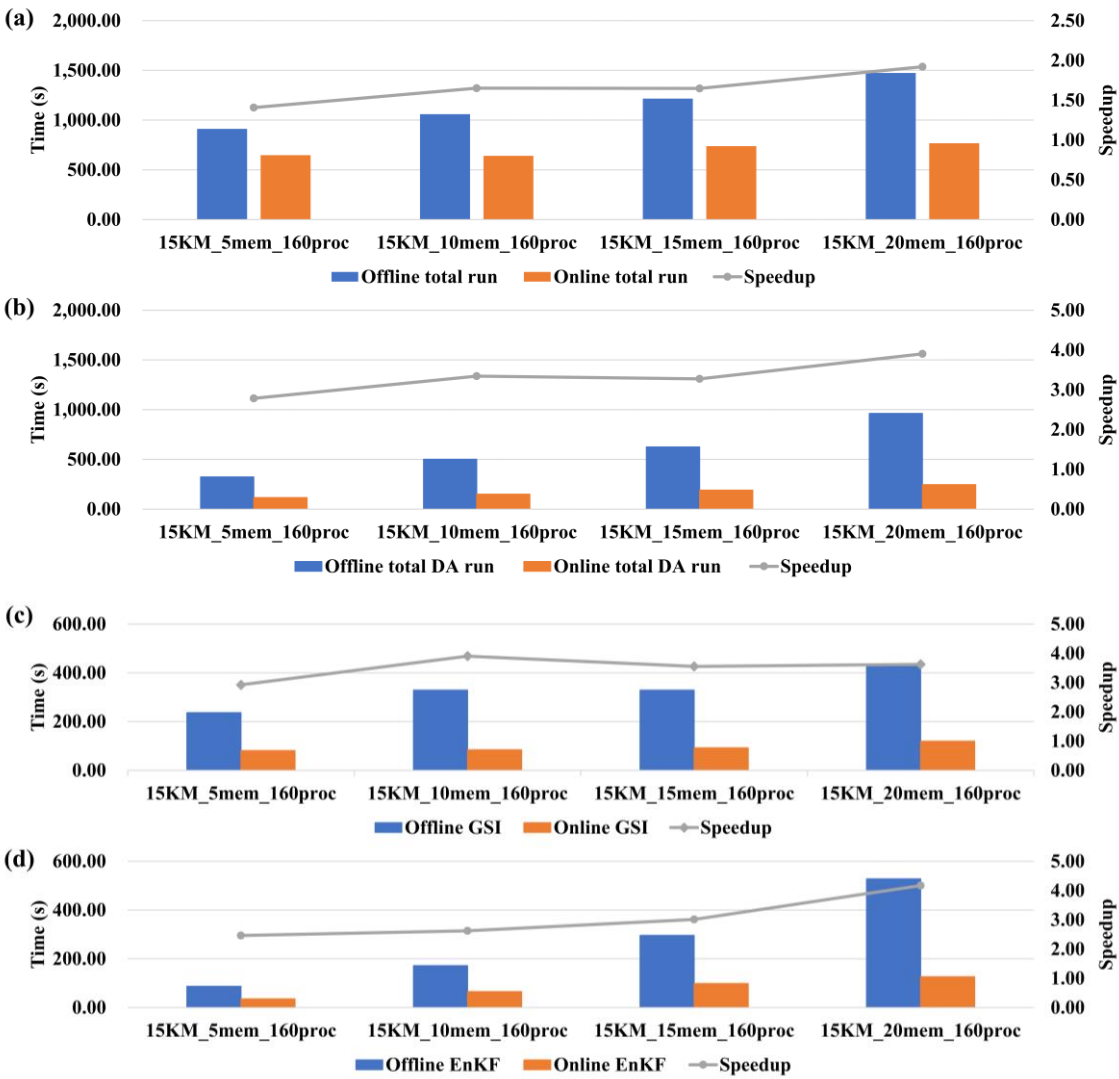 (a)
2,000.00
1,500.00
1,000.00
500.00
0.00
Time (s)
2.50
2.00
1.50
1.00
0.50
0.00
Speedup
15KM_5mem_160proc 15KM_10mem_160proc 15KM_15mem_160proc 15KM_20mem_160proc
Offline total run Online total run Speedup
(b)
2,000.00
1,500.00
1,000.00
500.00
0.00
Time (s)
5.00
4.00
3.00
2.00
1.00
0.00
Speedup
15KM_5mem_160proc 15KM_10mem_160proc 15KM_15mem_160proc 15KM_20mem_160proc
Offline total DA run Online total DA run Speedup
(c)
600.00
400.00
200.00
0.00
Time (s)
5.00
4.00
3.00
2.00
1.00
0.00
Speedup
15KM_5mem_160proc 15KM_10mem_160proc 15KM_15mem_160proc 15KM_20mem_160proc
Offline GSI Online GSI Speedup
(d)
600.00
400.00
200.00
0.00
Time (s)
5.00
4.00
3.00
2.00
1.00
0.00
Speedup
15KM_5mem_160proc 15KM_10mem_160proc 15KM_15mem_160proc 15KM_20mem_160proc
Offline EnKF Online EnKF Speedup